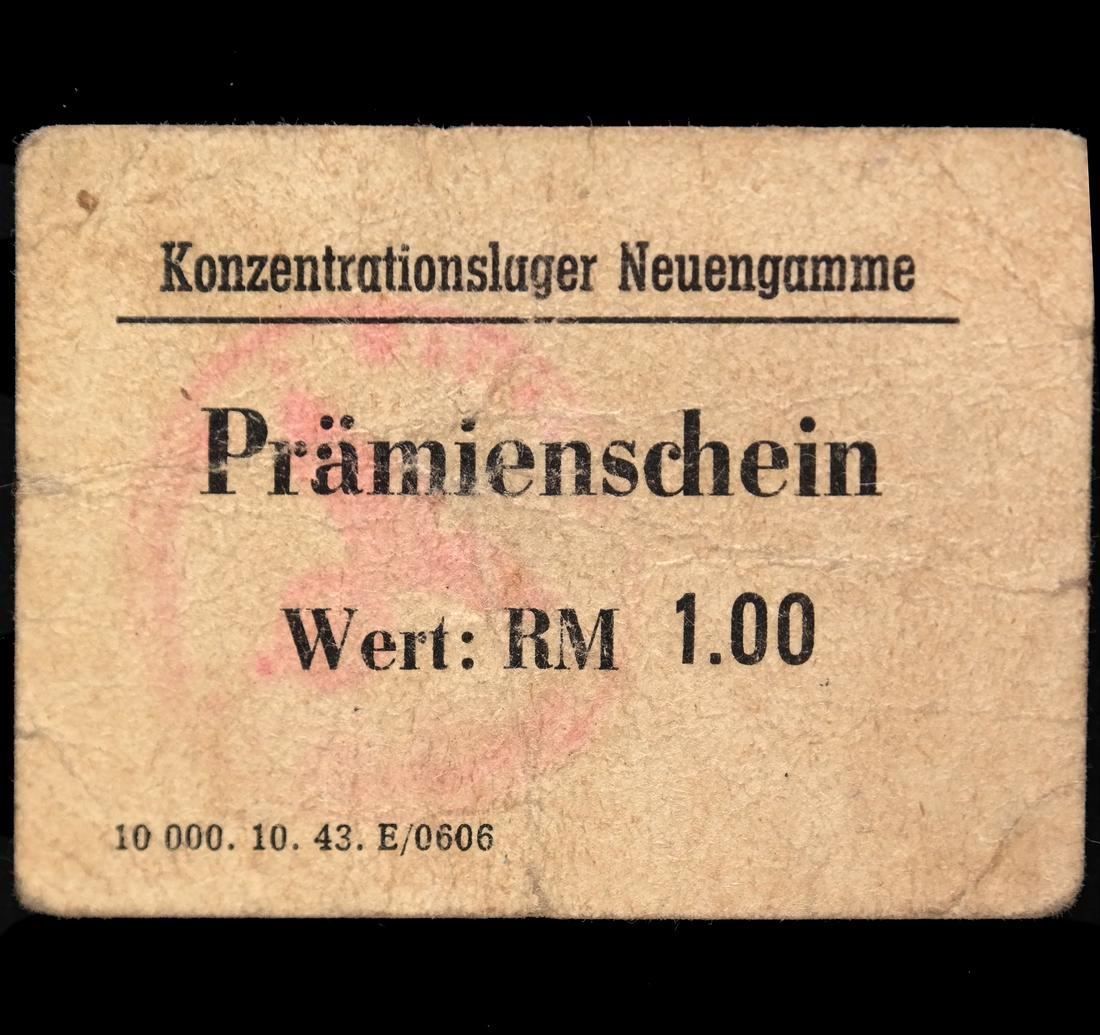 Konzentrationslager Neuengamme
Prämienschein
Wert: RM 1.00
10 000. 10. 43. E/0606